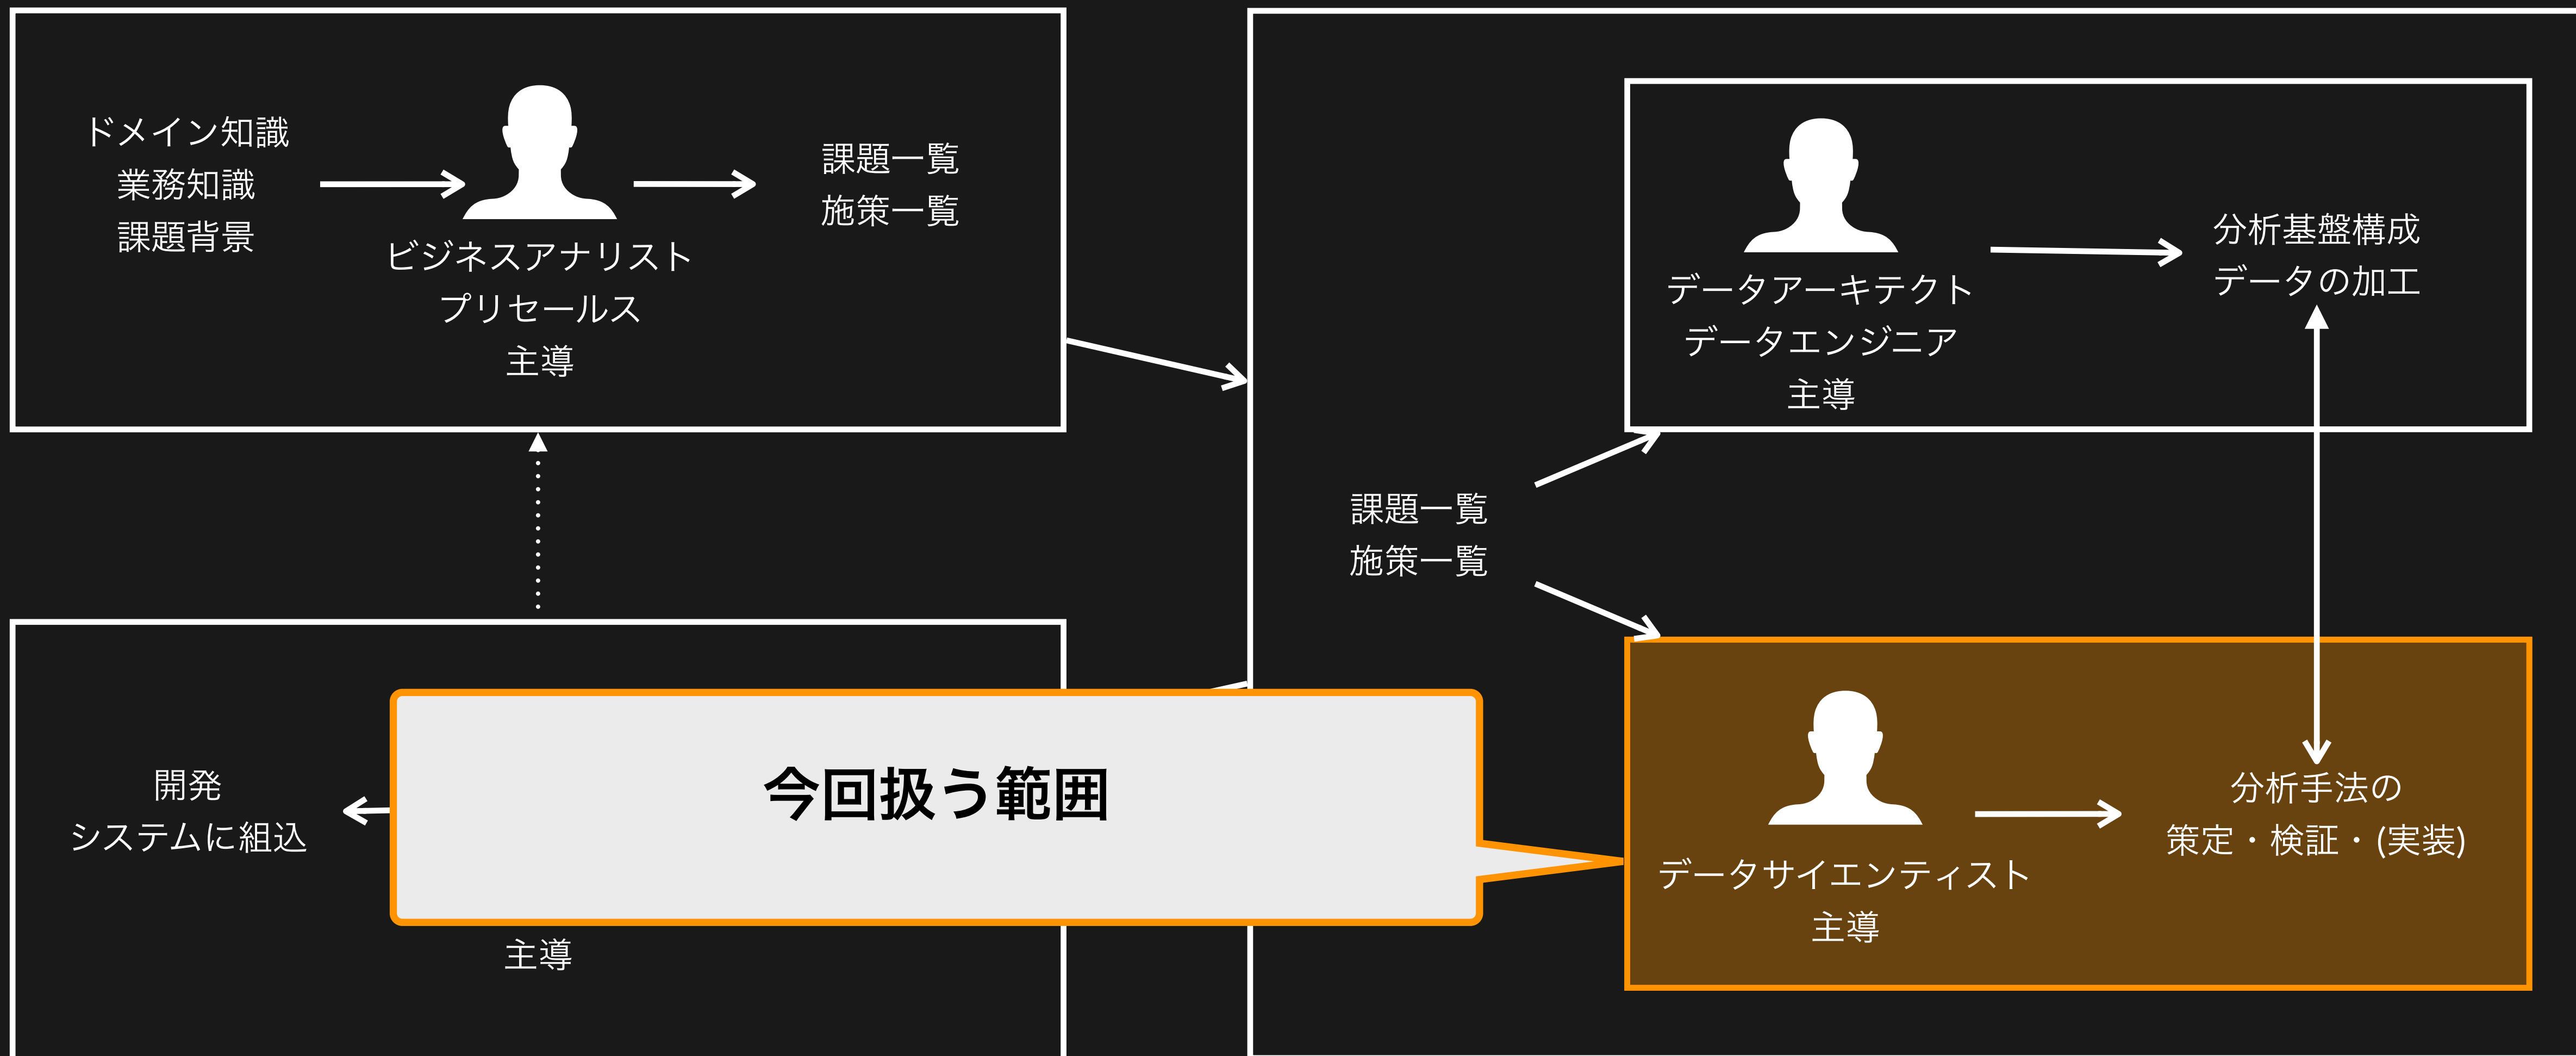 ドメイン知識
業務知識
課題背景
ビジネスアナリスト
プリセールス
主導
課題一覧
施策一覧
データアーキテクト
データエンジニア
主導
分析基盤構成
データの加工
課題一覧
施策一覧
開発
システムに組込
主導
今回扱う範囲
データサイエンティスト
主導
分析手法の
策定・検証・(実装)